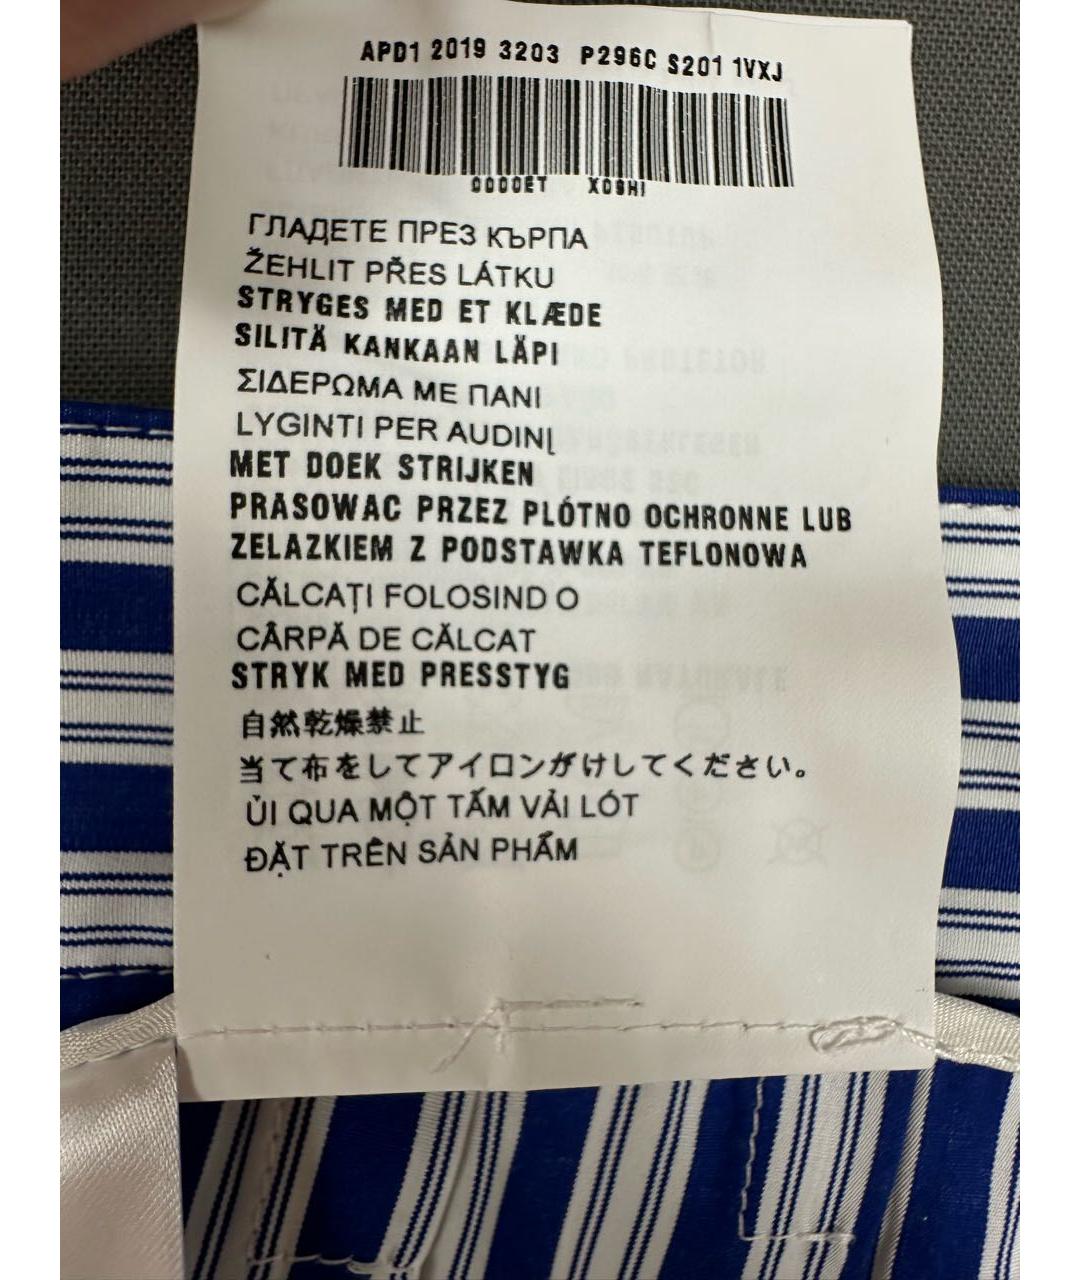 APD1 2019 3203 P296C S201 1VXJ
0000ET X0SHI
ГЛАДЕТЕ ПРЕЗ КЪРПА
ŽEHLIT PŘES LÁTKU
STRYGES MED ET KLÆDE
SILITÄ KANKAAN LÄPI
ΣΙΔΕΡΩΜΑ ΜΕ ΠΑΝΙ
LYGINTI PER AUDINĮ
MET DOEK STRIJKEN
PRASOWAC PRZEZ PLÓTNO OCHRONNE LUB
ZELAZKIEM Z PODSTAWKA TEFLONOWA
CĂLCAȚI FOLOSIND O
CÂRPĂ DE CĂLCAT
STRYK MED PRESSTYG
自然乾燥禁止
当て布をしてアイロンがけしてください。
ỦI QUA MỘT TẤM VẢI LÓT
ĐẶT TRÊN SẢN PHẨM